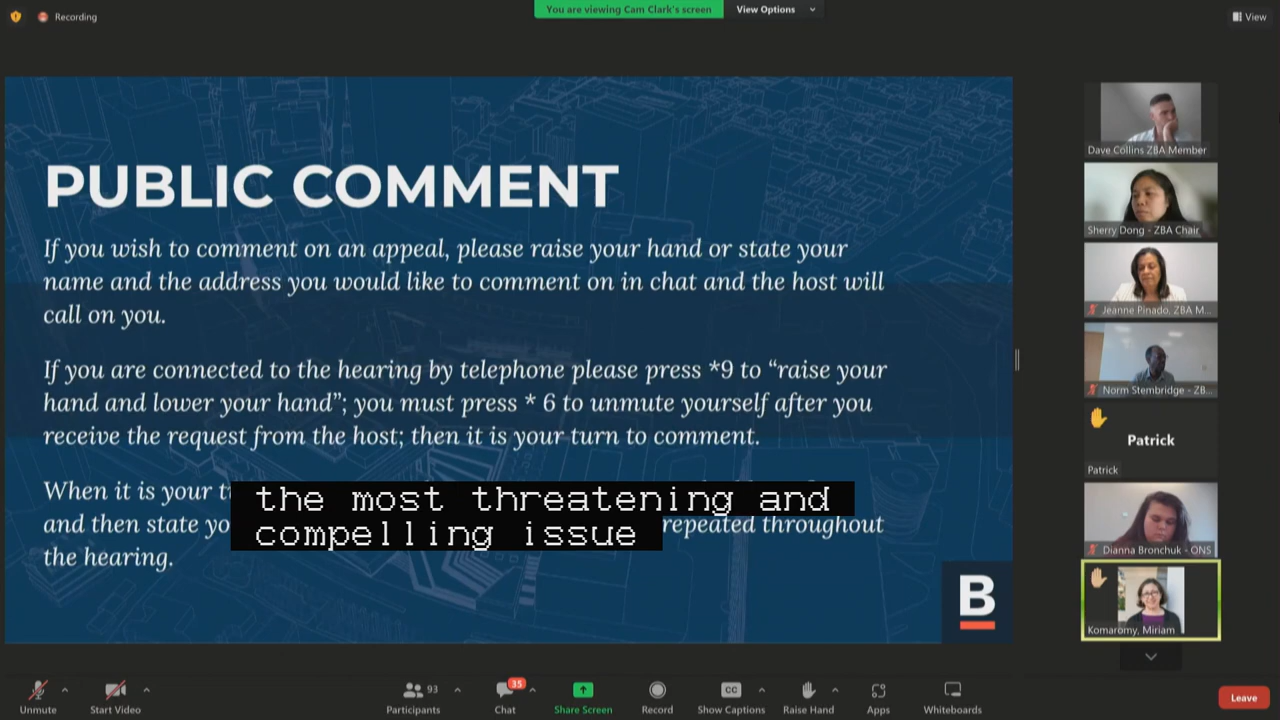 Recording
You are viewing Cam Clark's screen
View Options
View
PUBLIC COMMENT
If you wish to comment on an appeal, please raise your hand or state your
name and the address you would like to comment on in chat and the host will
call on you.
If you are connected to the hearing by telephone please press *9 to “raise your
hand and lower your hand”; you must press * 6 to unmute yourself after you
receive the request from the host; then it is your turn to comment.
When it is your
and then state
repeated throughout
the hearing.
the most threatening and
compelling issue
B
Dave Collins ZBA Member
Sherry Dong - ZBA Chair
Jeanne Pinado, ZBA M...
Norm Stembridge - ZB...
Patrick
Patrick
Dianna Bronchuk - ONS
Komaromy, Miriam
Unmute
Start Video
93
Participants
35
Chat
Share Screen
Record
CC
Show Captions
Raise Hand
Apps
Whiteboards
Leave